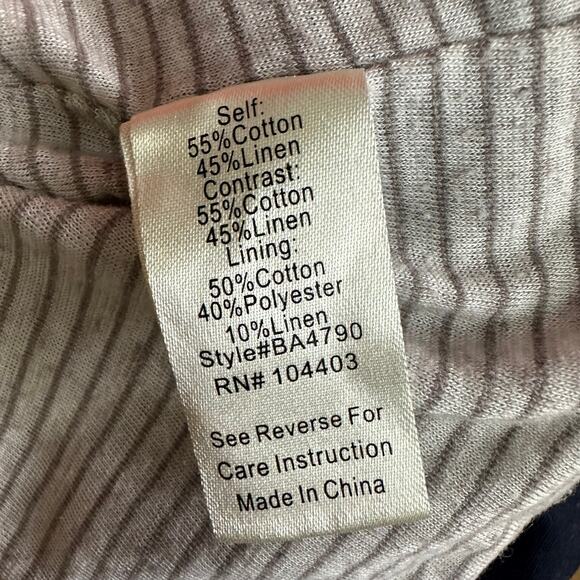 Self:
55%Cotton
45%Linen
Contrast:
55%Cotton
45%Linen
Lining:
50%Cotton
40%Polyester
10%Linen
Style#BA4790
RN# 104403
See Reverse For
Care Instruction
Made In China